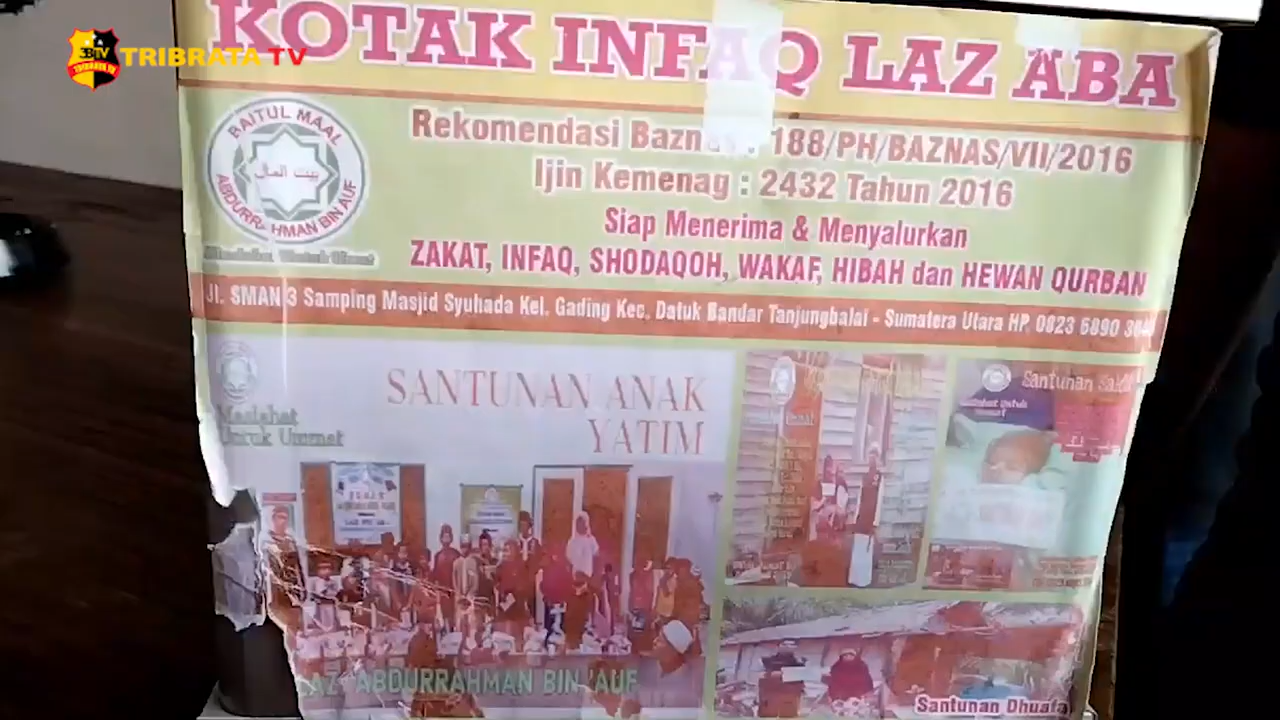 TRIBRATA TV
KOTAK INFAQ LAZ ABA
BAITUL MAAL
بيت المال
ABDURRAHMAN BIN AUF
Rekomendasi Baznas : 188/PH/BAZNAS/VII/2016
Ijin Kemenag : 2432 Tahun 2016
Siap Menerima & Menyalurkan
ZAKAT, INFAQ, SHODAQOH, WAKAF, HIBAH dan HEWAN QURBAN
Jl. SMAN 3 Samping Masjid Syuhada Kel. Gading Kec. Datuk Bandar Tanjungbalai - Sumatera Utara HP. 0823 6890
Maslahat
Untuk Ummat
SANTUNAN ANAK
YATIM
Santunan
AZ ABDURRAHMAN BIN 'AUF
Santunan Dhuafa